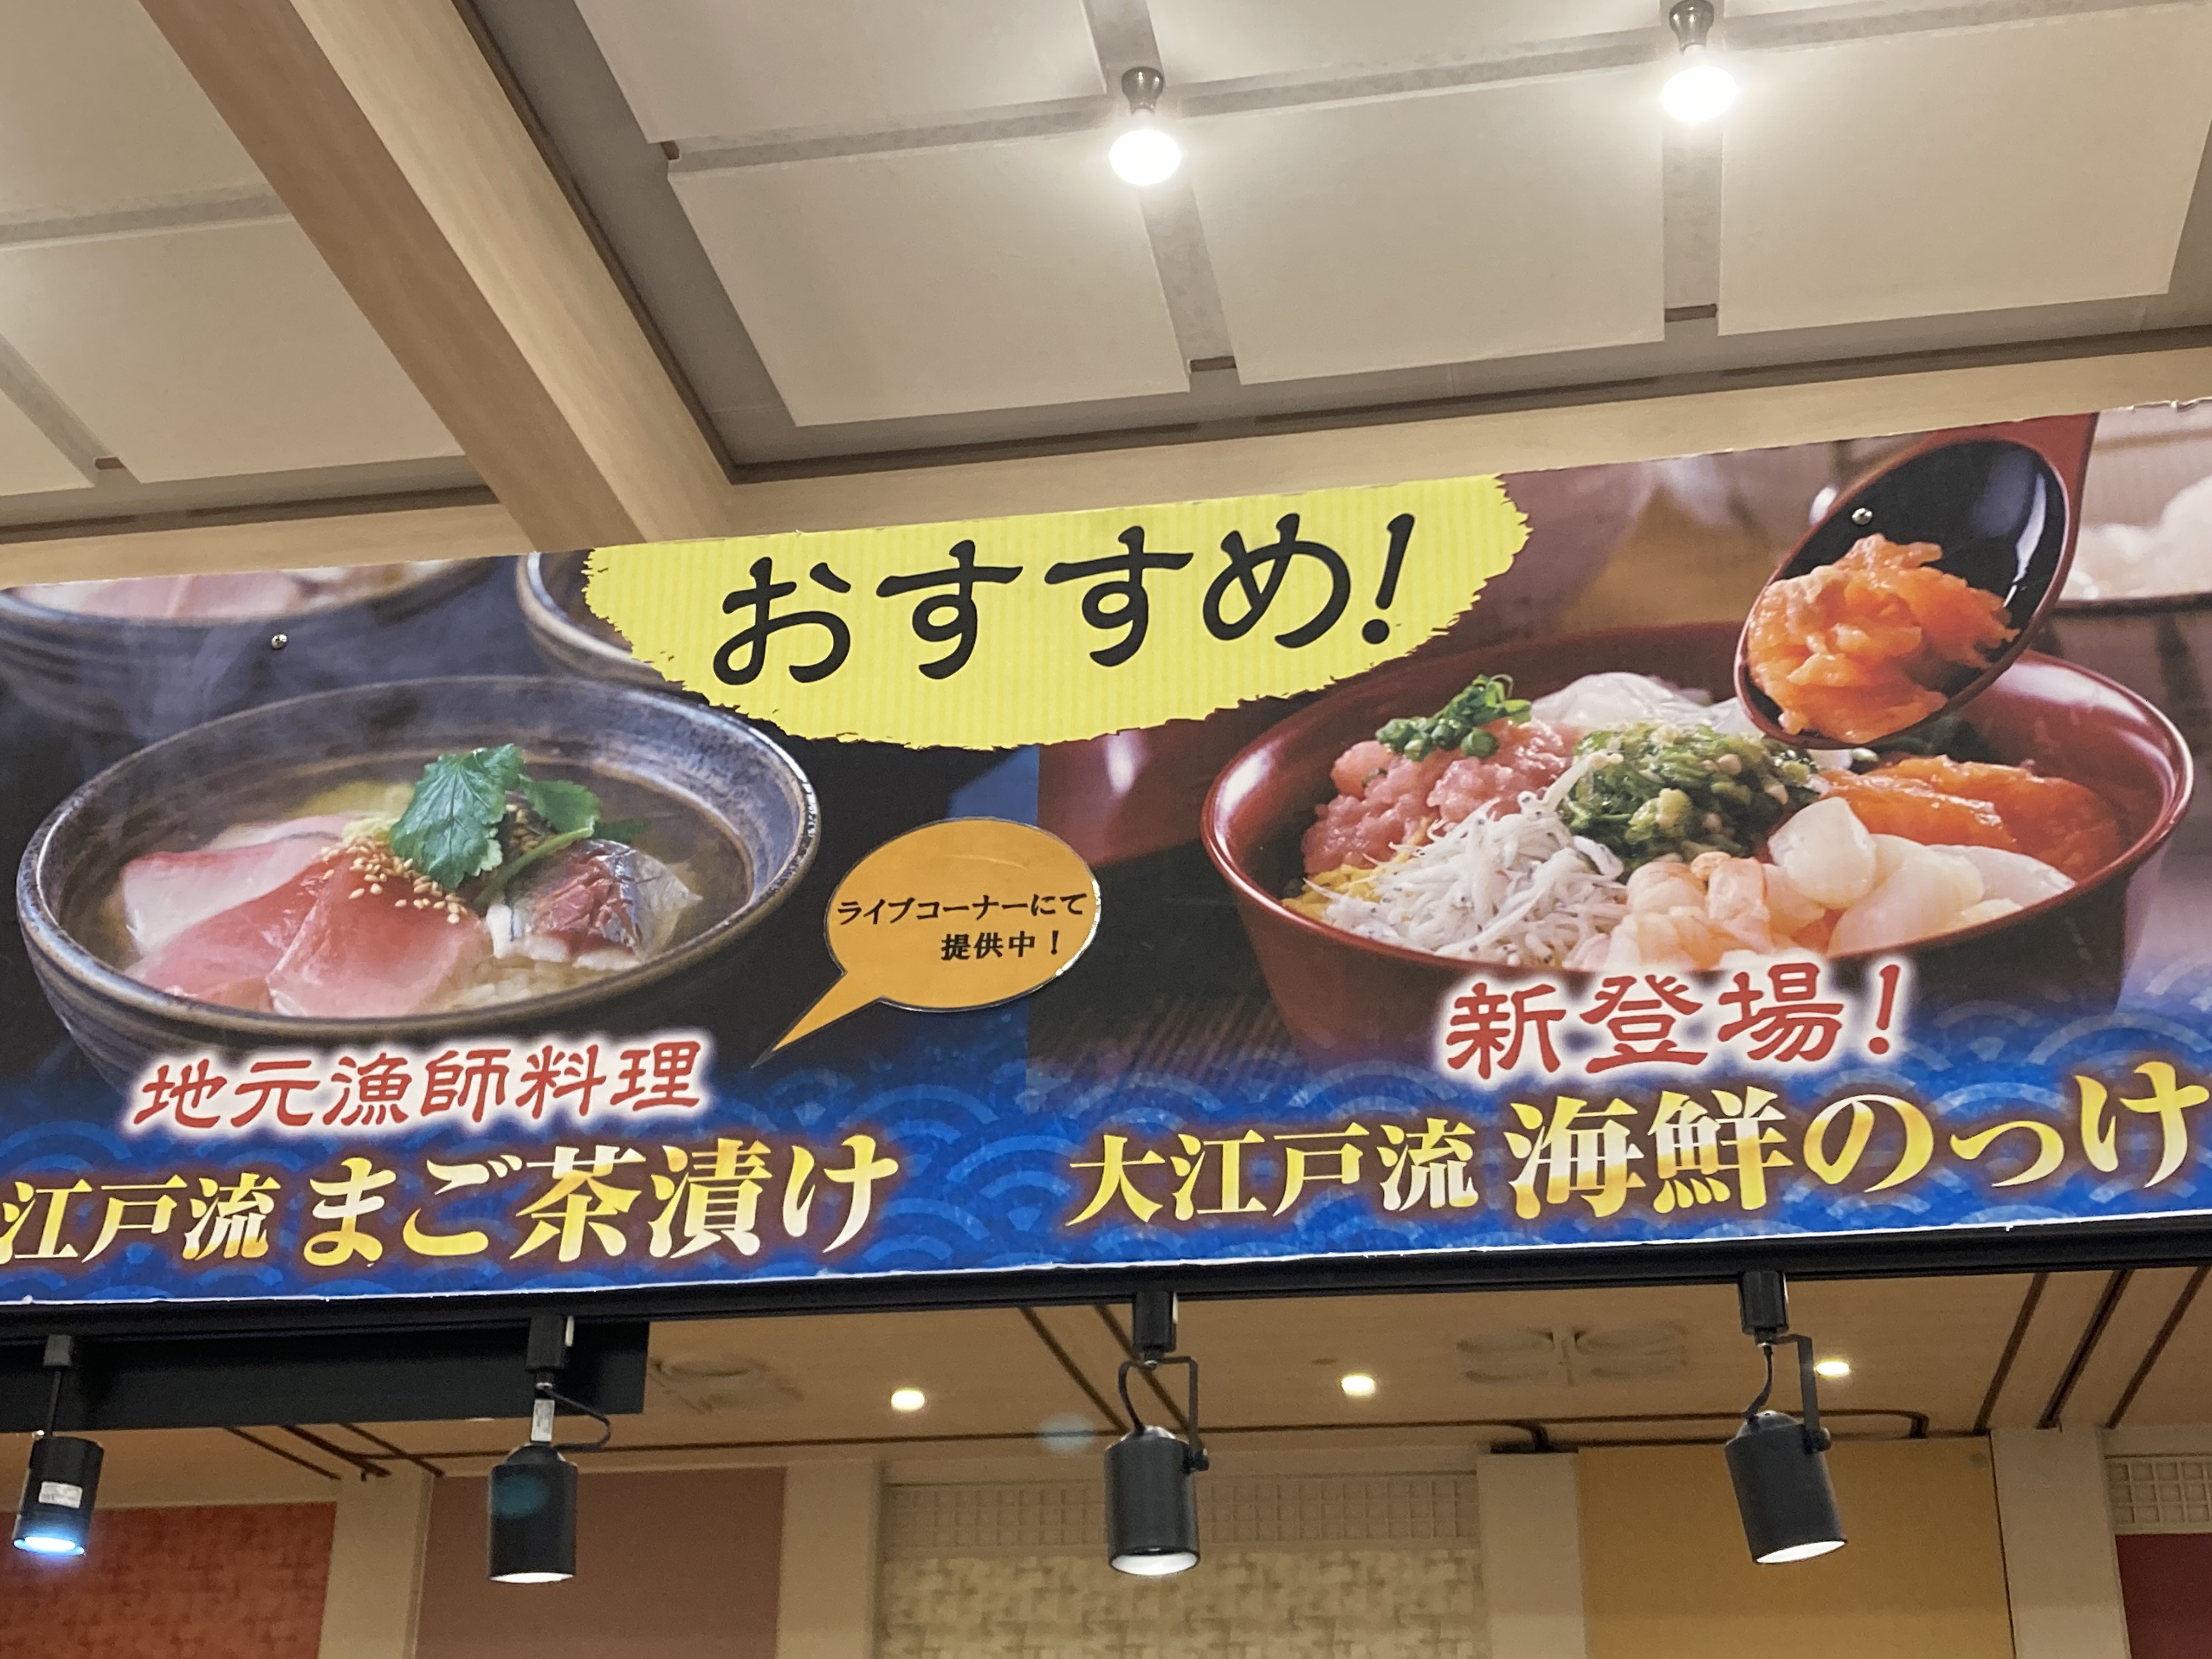 おすすめ!
ライブコーナーにて
提供中!
地元漁師料理
江戸流 まご茶漬け
新登場!
大江戸流 海鮮のっけ